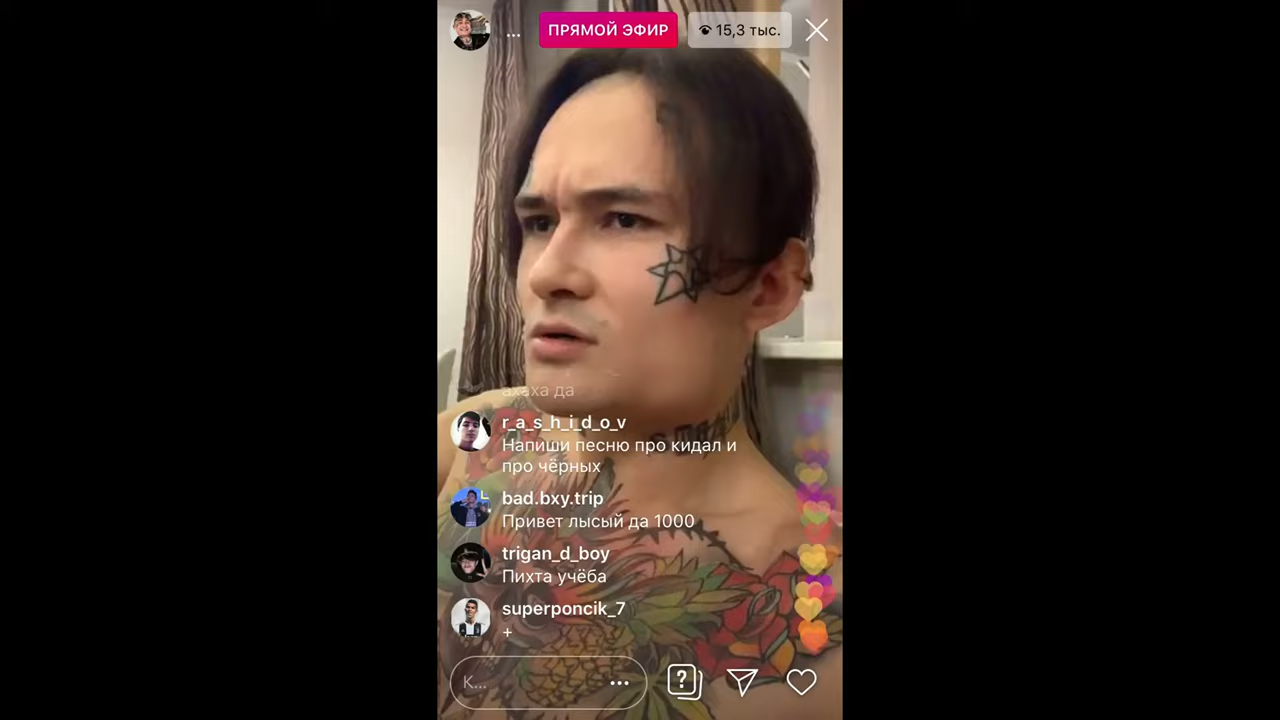 ...
ПРЯМОЙ ЭФИР
15,3 тыс.
ахаха да
r_a_s_h_i_d_o_v
Напиши песню про кидал и
про чёрных
bad.bxy.trip
Привет лысый да 1000
trigan_d_boy
Пихта учёба
superponcik_7
+
К...